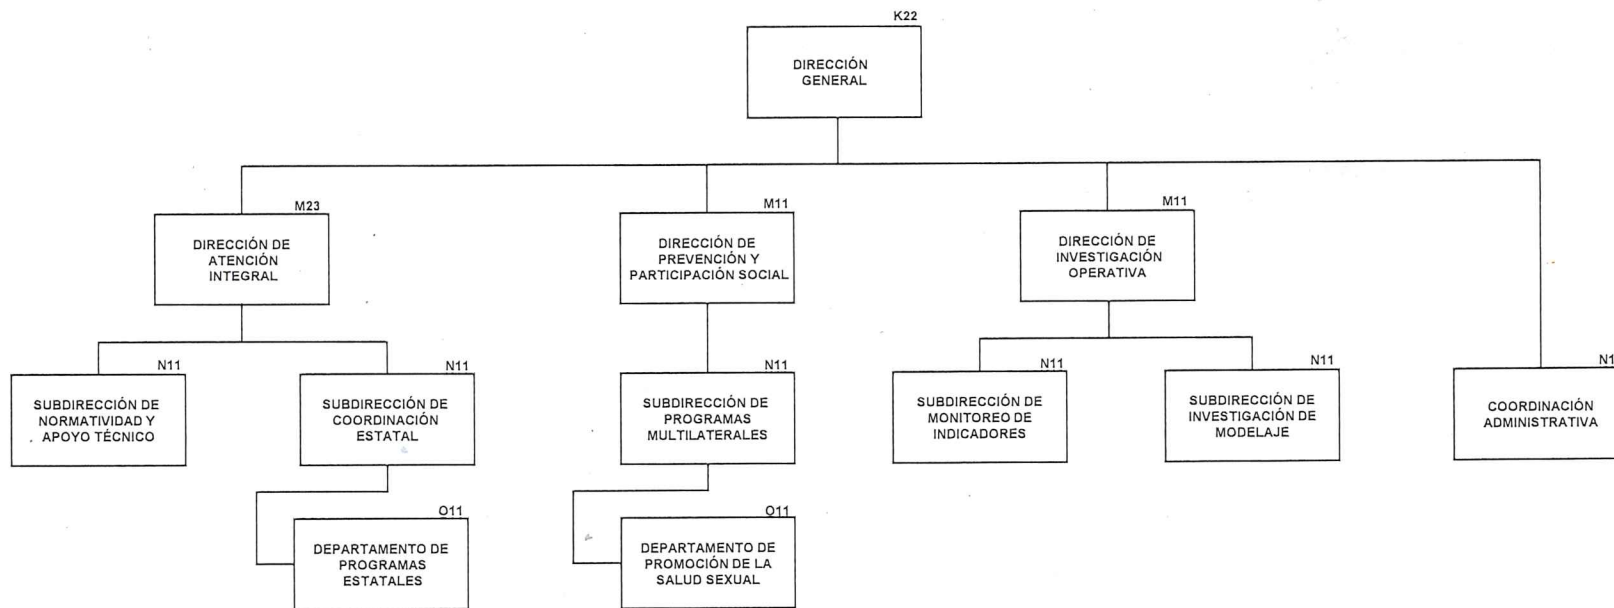 K22
DIRECCIÓN
GENERAL
M23
DIRECCIÓN DE
ATENCIÓN
INTEGRAL
M11
DIRECCIÓN DE
PREVENCIÓN Y
PARTICIPACIÓN SOCIAL
M11
DIRECCIÓN DE
INVESTIGACIÓN
OPERATIVA
N11
SUBDIRECCIÓN DE
NORMATIVIDAD Y
APOYO TÉCNICO
N11
SUBDIRECCIÓN DE
COORDINACIÓN
ESTATAL
N11
SUBDIRECCIÓN DE
PROGRAMAS
MULTILATERALES
N11
SUBDIRECCIÓN DE
MONITOREO DE
INDICADORES
N11
SUBDIRECCIÓN DE
INVESTIGACIÓN DE
MODELAJE
COORDINACIÓN
ADMINISTRATIVA
O11
DEPARTAMENTO DE
PROGRAMAS
ESTATALES
O11
DEPARTAMENTO DE
PROMOCIÓN DE LA
SALUD SEXUAL